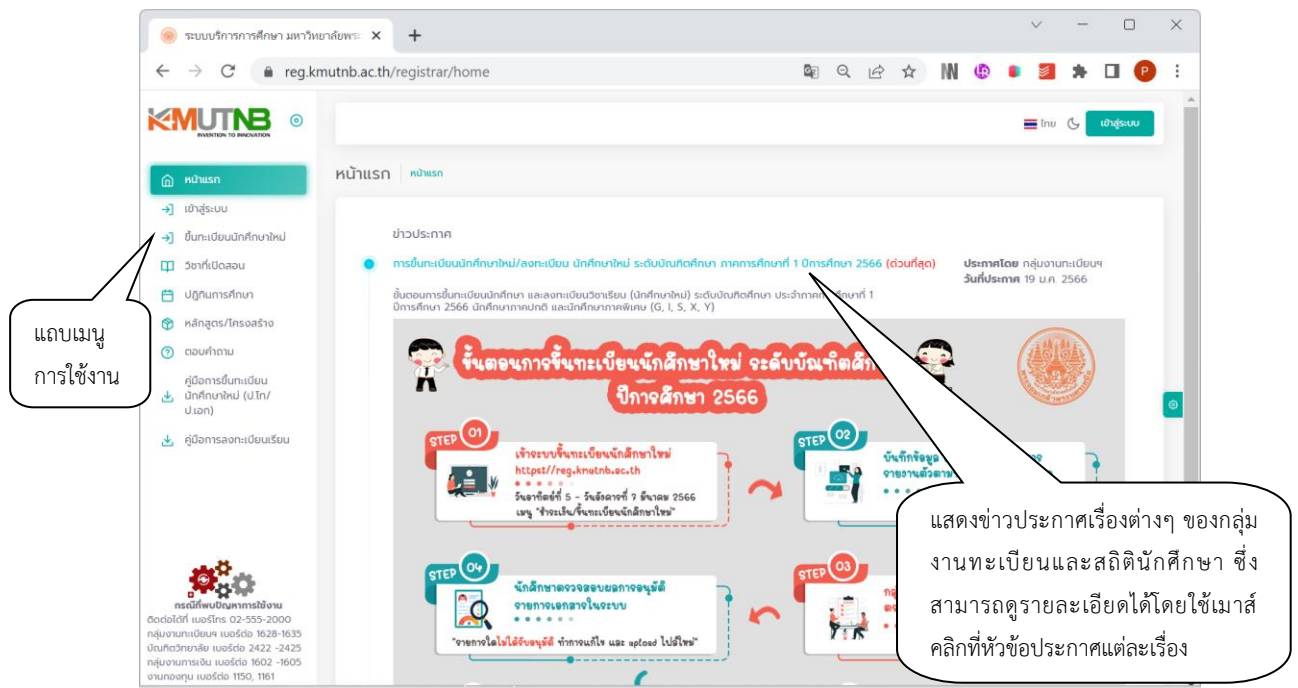 ระบบบริการการศึกษา มหาวิทยาลัยพระ
reg.kmutnb.ac.th/registrar/home
P
KMUTNB
INVENTION TO INNOVATION
ไทย
เข้าสู่ระบบ
หน้าแรก
เข้าสู่ระบบ
ขึ้นทะเบียนนักศึกษาใหม่
วิชาที่เปิดสอน
ปฏิทินการศึกษา
หลักสูตร/โครงสร้าง
ตอบคำถาม
คู่มือการขึ้นทะเบียน
นักศึกษาใหม่ (ป.โท/
ป.เอก)
คู่มือการลงทะเบียนเรียน
แถบเมนู
การใช้งาน
กรณีที่พบปัญหาการใช้งาน
ติดต่อได้ที่ เบอร์โทร 02-555-2000
กลุ่มงานทะเบียนฯ เบอร์ต่อ 1628-1635
บัณฑิตวิทยาลัย เบอร์ต่อ 2422 -2425
กลุ่มงานการเงิน เบอร์ต่อ 1602 -1605
งานกองทุน เบอร์ต่อ 1150, 1161
หน้าแรก หน้าแรก
ข่าวประกาศ
การขึ้นทะเบียนนักศึกษาใหม่/ลงทะเบียน นักศึกษาใหม่ ระดับบัณฑิตศึกษา ภาคการศึกษาที่ 1 ปีการศึกษา 2566 (ด่วนที่สุด)
ประกาศโดย กลุ่มงานทะเบียนฯ
วันที่ประกาศ 19 ม.ค. 2566
ขั้นตอนการขึ้นทะเบียนนักศึกษา และลงทะเบียนวิชาเรียน (นักศึกษาใหม่) ระดับบัณฑิตศึกษา ประจำภาคการศึกษาที่ 1
ปีการศึกษา 2566 นักศึกษาภาคปกติ และนักศึกษาภาคพิเศษ (G, I, S, X, Y)
ขั้นตอนการขึ้นทะเบียนนักศึกษาใหม่ ระดับบัณฑิตศึก
ปีการศึกษา 2566
STEP 01
เข้าระบบขึ้นทะเบียนนักศึกษาใหม่
https://reg.kmutnb.ac.th
วันอาทิตย์ที่ 5 - วันอังคารที่ 7 มีนาคม 2566
เมนู "ชำระเงิน/ขึ้นทะเบียนนักศึกษาใหม่"
STEP 02
บันทึกข้อมูล
รายงานตัวตาม
STEP 04
นักศึกษาตรวจสอบผลการอนุมัติ
รายการเอกสารในระบบ
"รายการใดไม่ได้รับอนุมัติ ทำการแก้ไข และ upload ไปส่ใหม่"
STEP 03
แสดงข่าวประกาศเรื่องต่างๆ ของกลุ่ม
งานทะเบียนและสถิตินักศึกษา ซึ่ง
สามารถดูรายละเอียดได้โดยใช้เมาส์
คลิกที่หัวข้อประกาศแต่ละเรื่อง